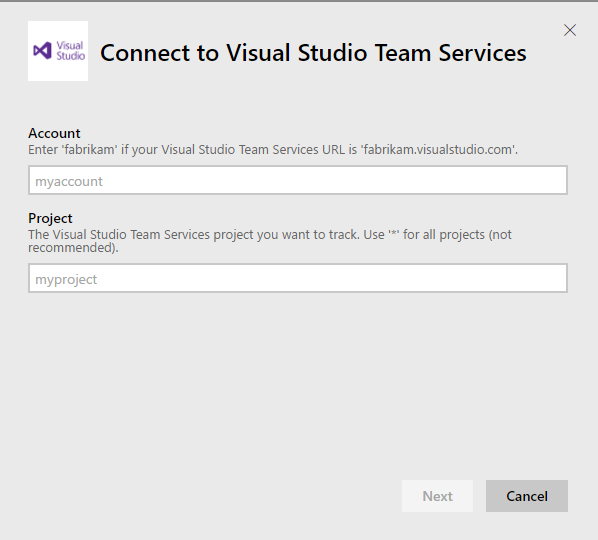 Visual
Studio
Connect to Visual Studio Team Services
Account
Enter 'fabrikam' if your Visual Studio Team Services URL is 'fabrikam.visualstudio.com'.
myaccount
Project
The Visual Studio Team Services project you want to track. Use '*' for all projects (not
recommended).
myproject
Next Cancel